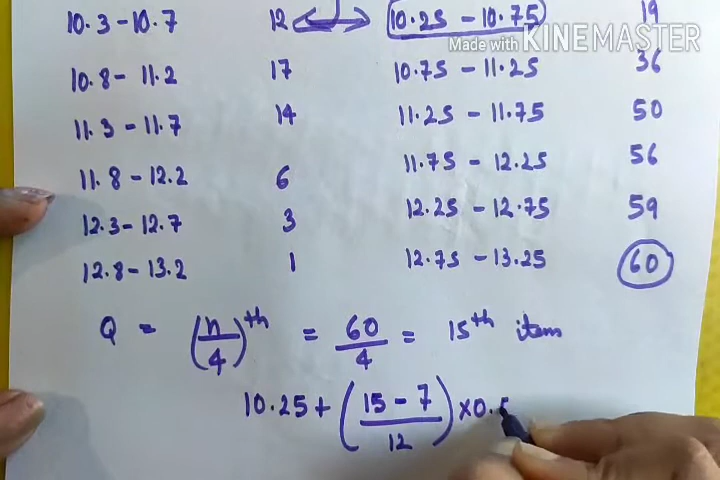 10.3-10.7 12 10.25 - 10.75 19
Made with KINEMASTER
10.8 - 11.2 17 10.75 - 11.25 36
11.3 - 11.7 14 11.25 - 11.75 50
11.8 - 12.2 6 11.75 - 12.25 56
12.3 - 12.7 3 12.25 - 12.75 59
12.8 - 13.2 1 12.75 - 13.25 60
Q = (n/4)th = 60/4 = 15th item
10.25 + (15 - 7/12) × 0.5